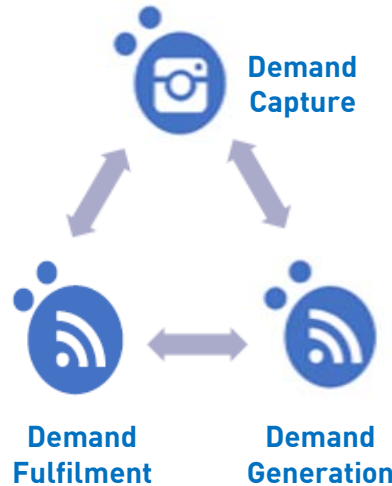 Demand
Capture
Demand
Fulfilment
Demand
Generation